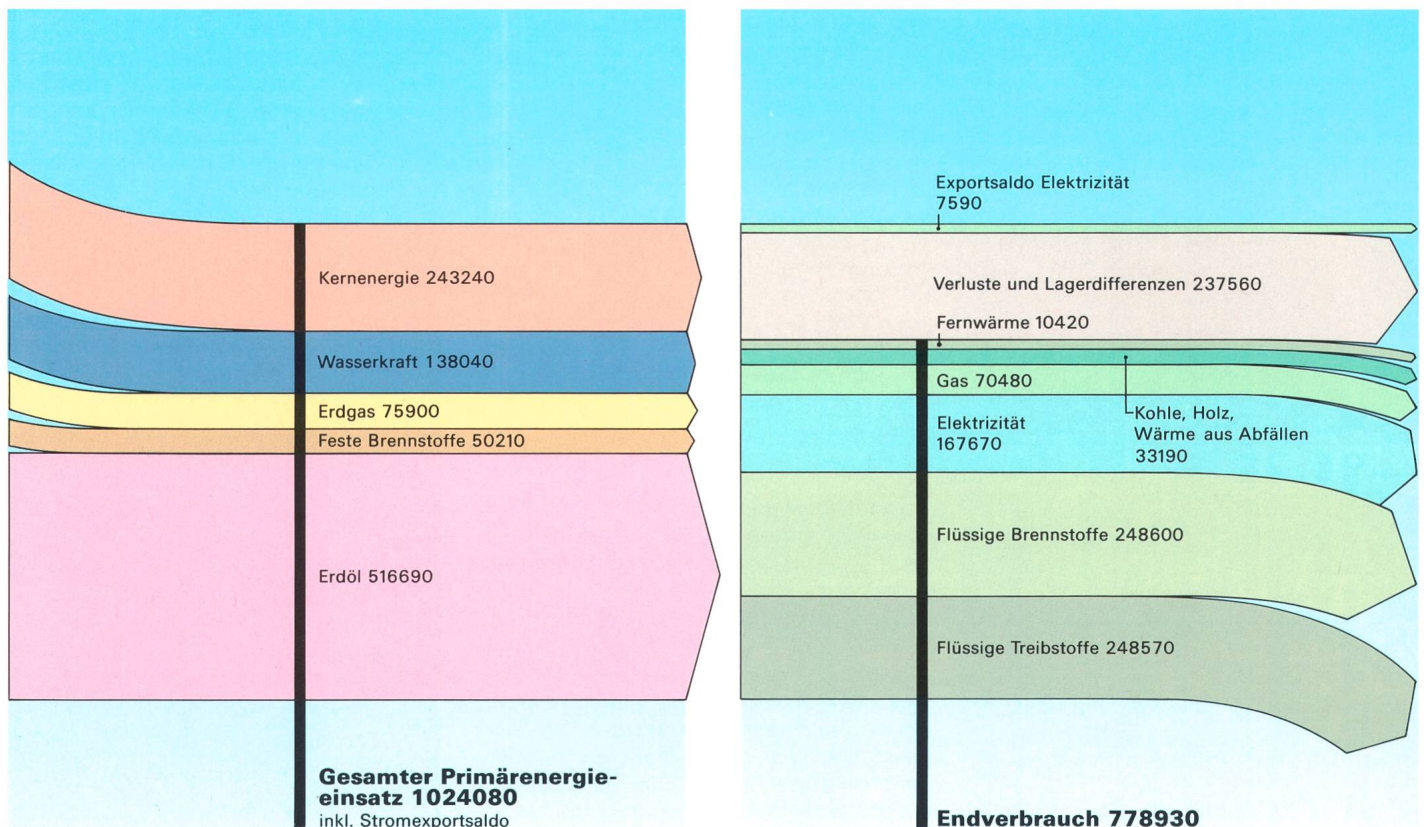 Kernenergie 243240
Wasserkraft 138040
Erdgas 75900
Feste Brennstoffe 50210
Erdöl 516690
Gesamter Primärenergie-
einsatz 1024080
inkl. Stromexportsaldo
Exportsaldo Elektrizität
7590
Verluste und Lagerdifferenzen 237560
Fernwärme 10420
Gas 70480
Kohle, Holz,
Wärme aus Abfällen
33190
Elektrizität
167670
Flüssige Brennstoffe 248600
Flüssige Treibstoffe 248570
Endverbrauch 778930